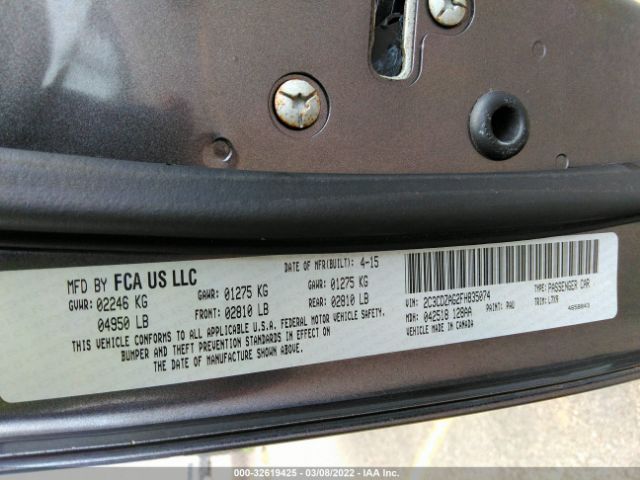 MFD BY FCA US LLC DATE OF MFR(BUILT): 4-15
GVWR: 02246 KG GAWR: 01275 KG GAWR: 01275 KG
04950 LB FRONT: 02810 LB REAR: 02810 LB
THIS VEHICLE CONFORMS TO ALL APPLICABLE U.S.A. FEDERAL MOTOR VEHICLE SAFETY,
BUMPER AND THEFT PREVENTION STANDARDS IN EFFECT ON
THE DATE OF MANUFACTURE SHOWN ABOVE.
VIN: 2C3CDZAG2FH835074 TYPE: PASSENGER CAR
MDH: 042518 128AA PAINT: PAU TRIM: LTXR
VEHICLE MADE IN CANADA 4658043
000-32619425 - 03/08/2022 - IAA Inc.